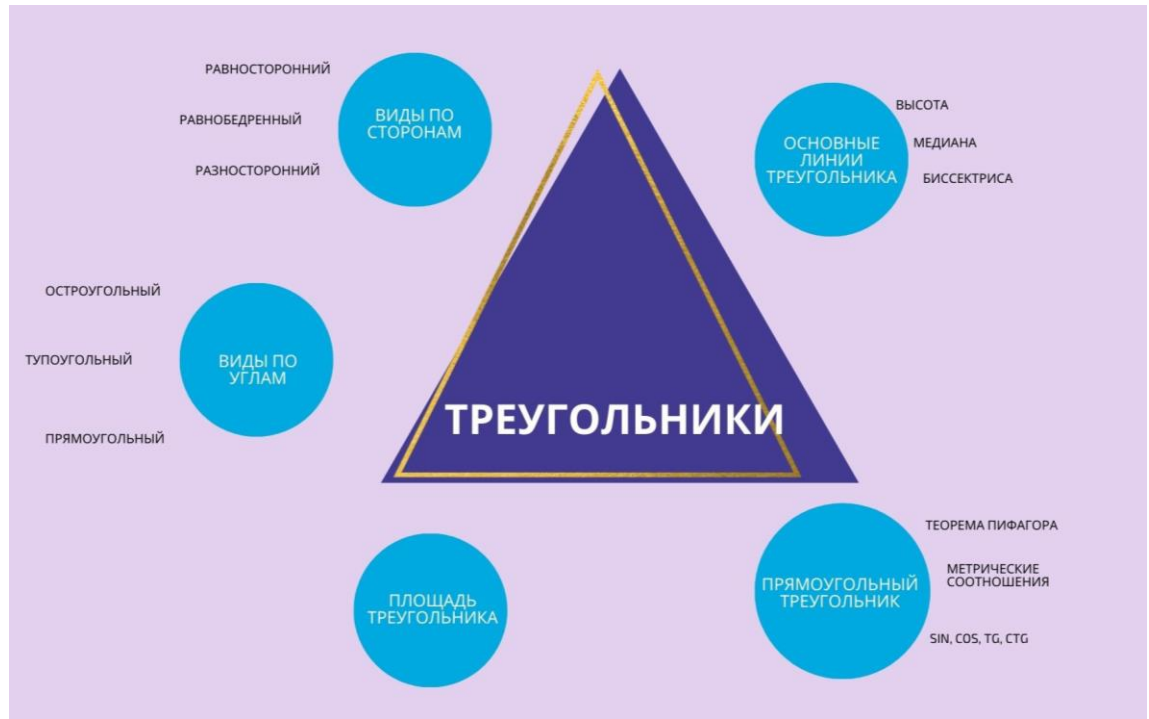 РАВНОСТОРОННИЙ
РАВНОБЕДРЕННЫЙ
РАЗНОСТОРОННИЙ
ВИДЫ ПО
СТОРОНАМ
ОСНОВНЫЕ
ЛИНИИ
ТРЕУГОЛЬНИКА
ВЫСОТА
МЕДИАНА
БИССЕКТРИСА
ОСТРОУГОЛЬНЫЙ
ТУПОУГОЛЬНЫЙ
ПРЯМОУГОЛЬНЫЙ
ВИДЫ ПО
УГЛАМ
ТРЕУГОЛЬНИКИ
ПЛОЩАДЬ
ТРЕУГОЛЬНИКА
ПРЯМОУГОЛЬНЫЙ
ТРЕУГОЛЬНИК
ТЕОРЕМА ПИФАГОРА
МЕТРИЧЕСКИЕ
СООТНОШЕНИЯ
SIN, COS, TG, CTG